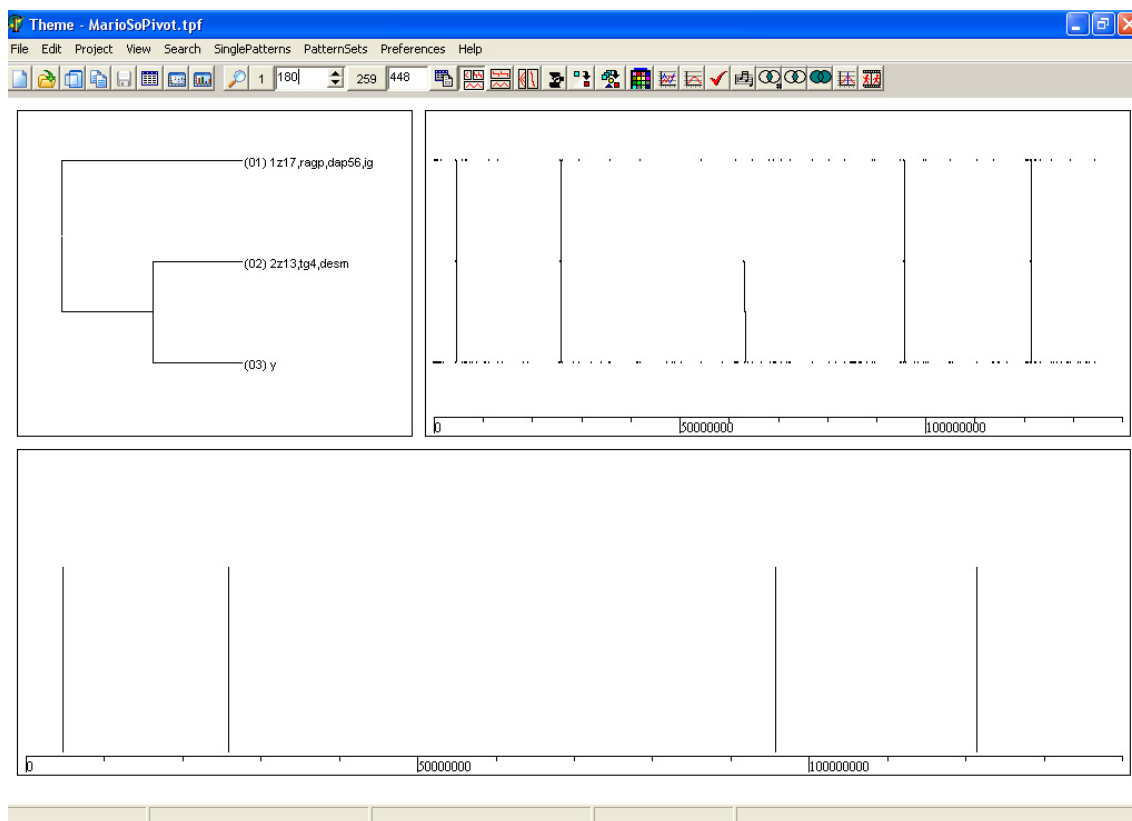 Theme - MarioSoPivot.tpf
File Edit Project View Search SinglePatterns PatternSets Preferences Help
1 180 259 448
(01) 1z17,ragp,dap56,ig
(02) 2z13,tg4,desm
(03) y
0 50000000 100000000
0 50000000 100000000